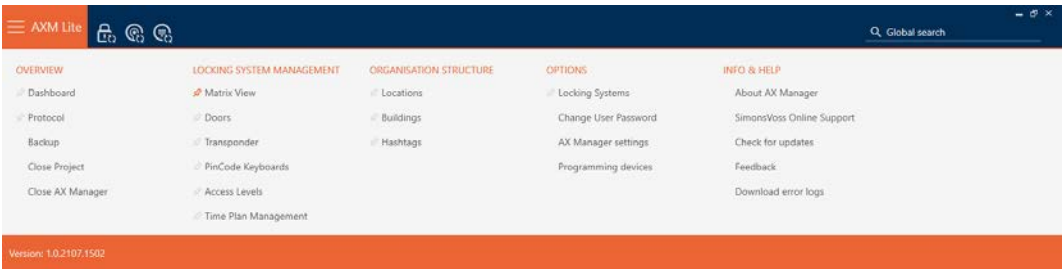 AXM Lite
Global search
OVERVIEW
Dashboard
Protocol
Backup
Close Project
Close AX Manager
LOCKING SYSTEM MANAGEMENT
Matrix View
Doors
Transponder
PinCode Keyboards
Access Levels
Time Plan Management
ORGANISATION STRUCTURE
Locations
Buildings
Hashtags
OPTIONS
Locking Systems
Change User Password
AX Manager settings
Programming devices
INFO & HELP
About AX Manager
SimonsVoss Online Support
Check for updates
Feedback
Download error logs
Version: 1.0.2107.1502